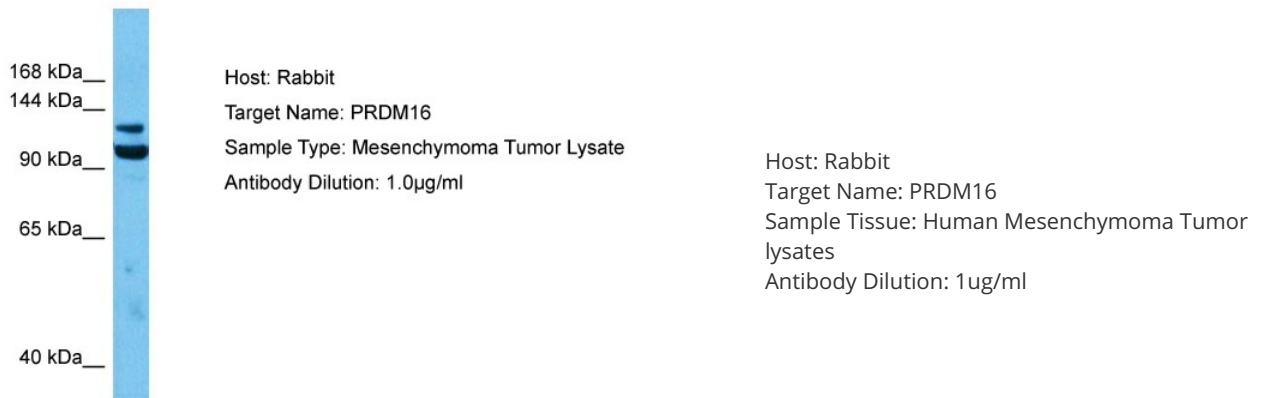 168 kDa__
144 kDa__
90 kDa__
65 kDa__
40 kDa__
Host: Rabbit
Target Name: PRDM16
Sample Type: Mesenchymoma Tumor Lysate
Antibody Dilution: 1.0µg/ml
Host: Rabbit
Target Name: PRDM16
Sample Tissue: Human Mesenchymoma Tumor
lysates
Antibody Dilution: 1ug/ml